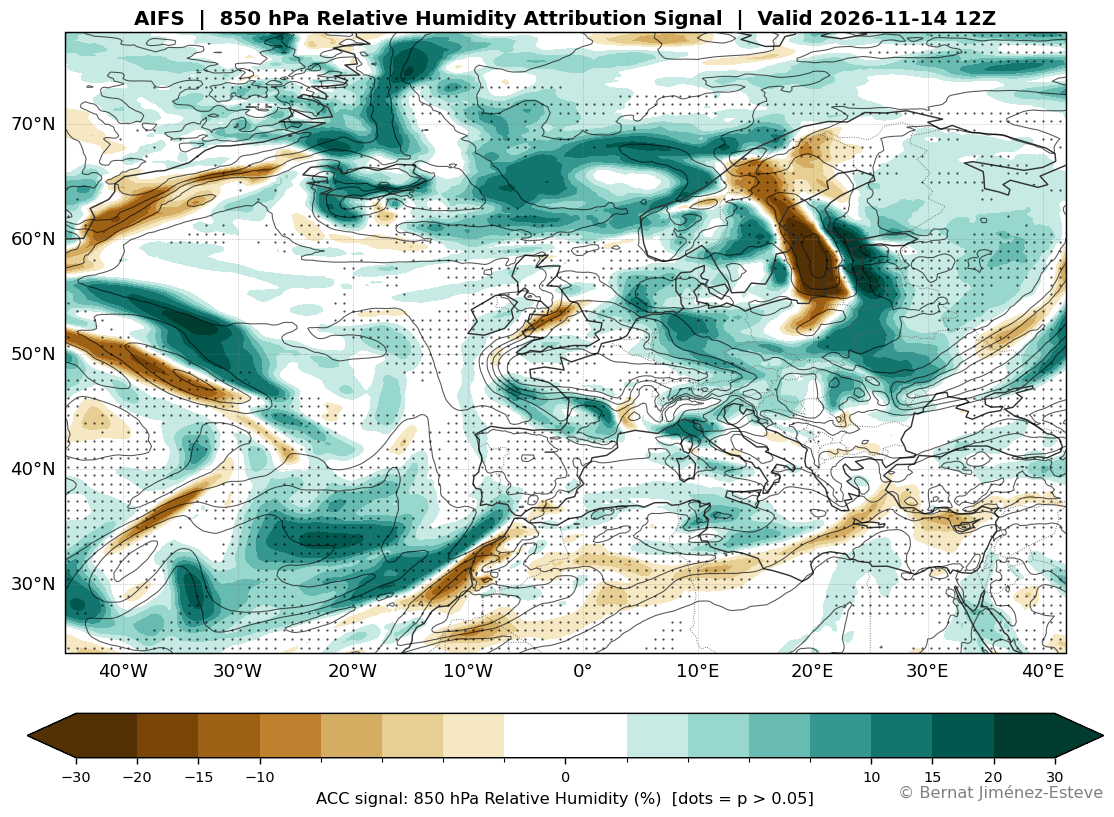 AIFS | 850 hPa Relative Humidity Attribution Signal | Valid 2026-11-14 12Z
70°N
60°N
50°N
40°N
30°N
40°W 30°W 20°W 10°W 0° 10°E 20°E 30°E 40°E
−30 −20 −15 −10 0 10 15 20 30
ACC signal: 850 hPa Relative Humidity (%) [dots = p > 0.05]
© Bernat Jiménez-Esteve